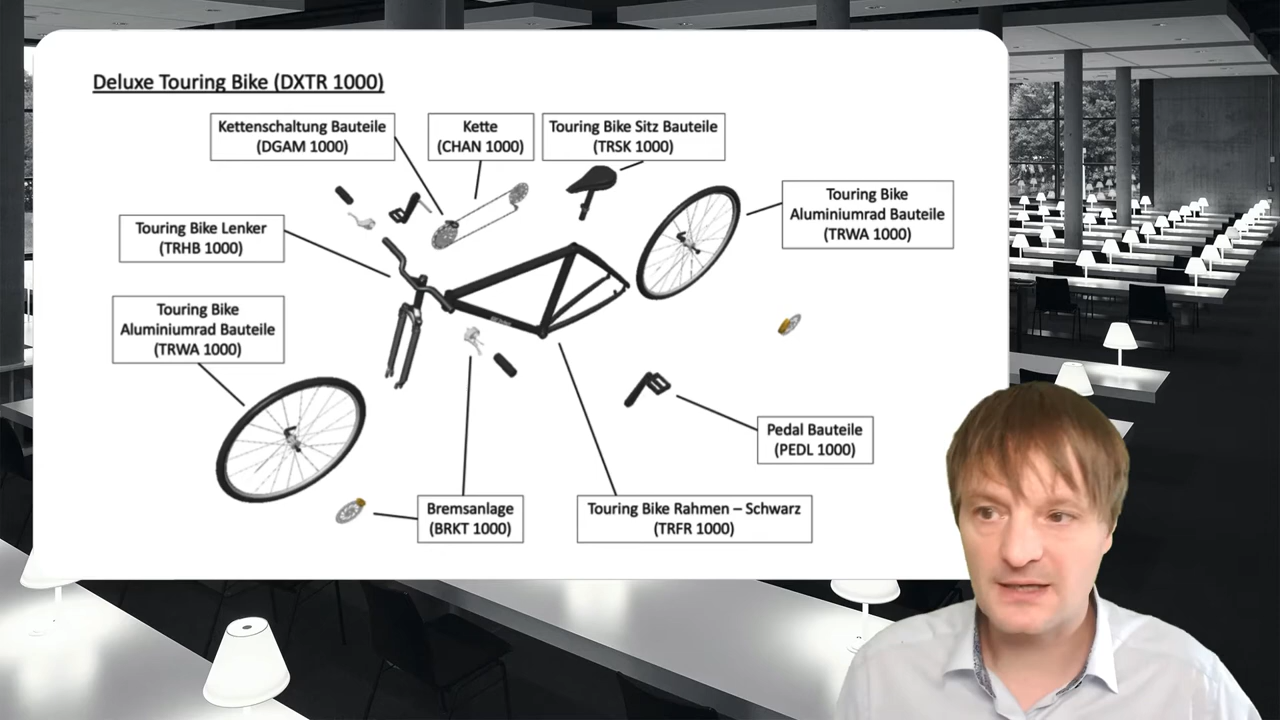 Deluxe Touring Bike (DXTR 1000)
Kettenschaltung Bauteile
(DGAM 1000)
Kette
(CHAN 1000)
Touring Bike Sitz Bauteile
(TRSK 1000)
Touring Bike
Aluminiumrad Bauteile
(TRWA 1000)
Touring Bike Lenker
(TRHB 1000)
Touring Bike
Aluminiumrad Bauteile
(TRWA 1000)
Pedal Bauteile
(PEDL 1000)
Bremsanlage
(BRKT 1000)
Touring Bike Rahmen – Schwarz
(TRFR 1000)